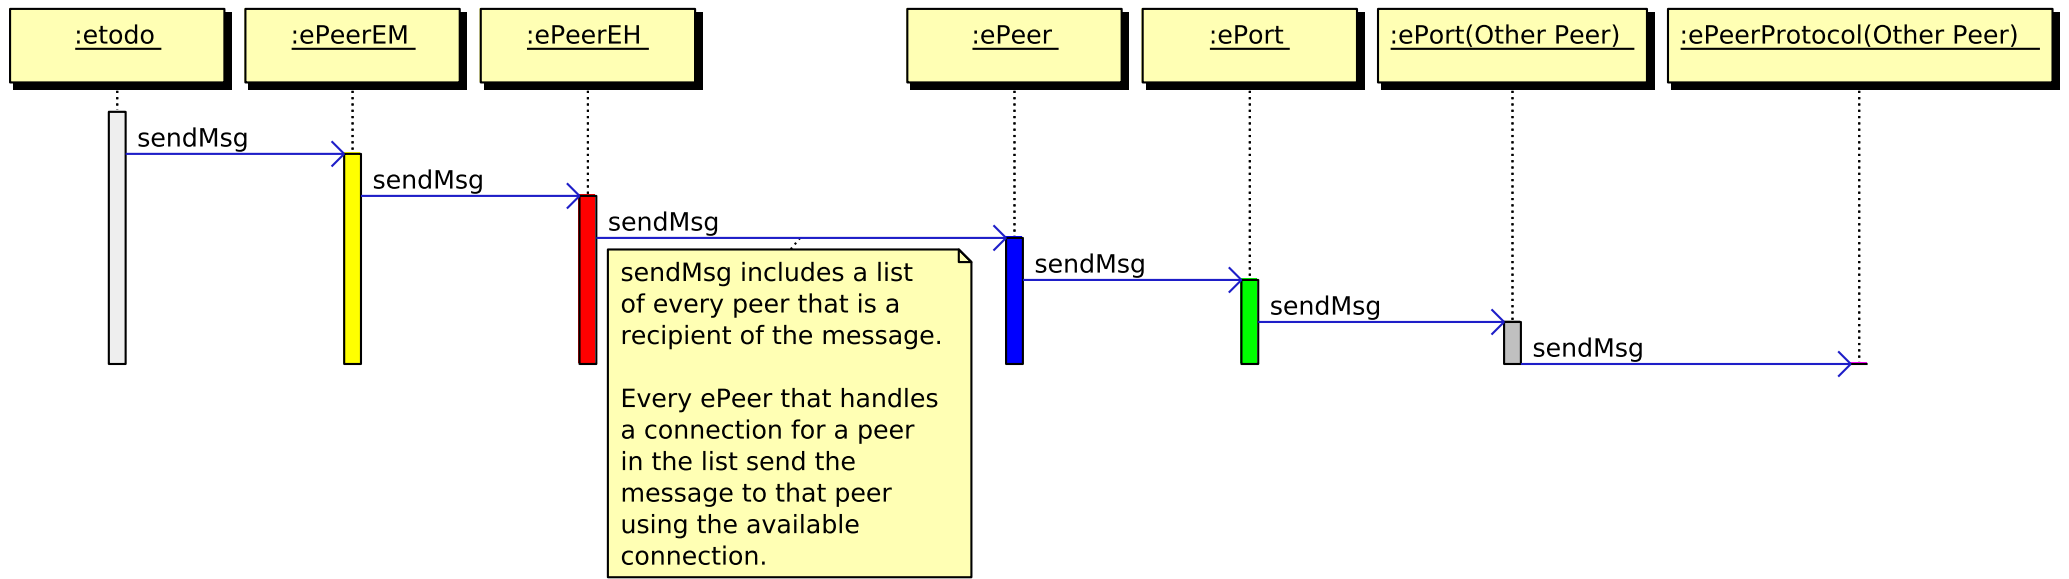 :etodo
:ePeerEM
:ePeerEH
:ePeer
:ePort
:ePort(Other Peer)
:ePeerProtocol(Other Peer)
sendMsg
sendMsg
sendMsg
sendMsg
sendMsg
sendMsg
sendMsg includes a list
of every peer that is a
recipient of the message.
Every ePeer that handles
a connection for a peer
in the list send the
message to that peer
using the available
connection.